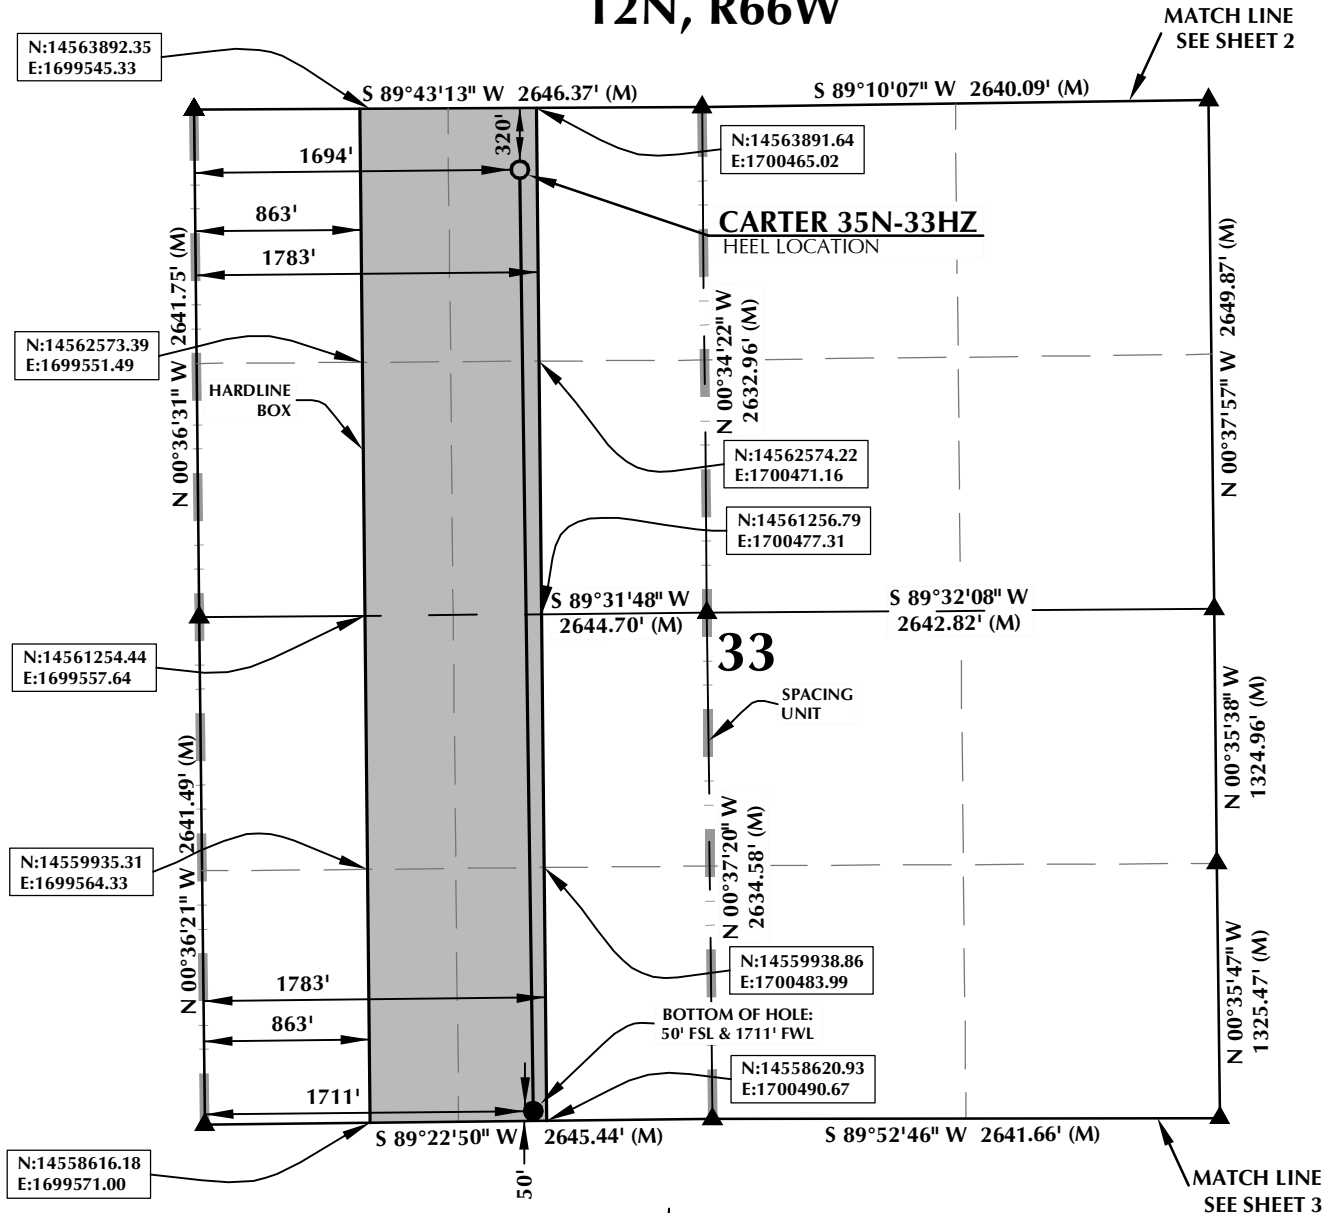 T2N, R66W
MATCH LINE
SEE SHEET 2
N:14563892.35
E:1699545.33
S 89°43'13" W 2646.37' (M)
S 89°10'07" W 2640.09' (M)
320'
N:14563891.64
E:1700465.02
1694'
CARTER 35N-33HZ
HEEL LOCATION
863'
1783'
N 00°36'31" W 2641.75' (M)
N 00°34'22" W
2632.96' (M)
N 00°37'57" W 2649.87' (M)
N:14562573.39
E:1699551.49
HARDLINE
BOX
N:14562574.22
E:1700471.16
N:14561256.79
E:1700477.31
S 89°31'48" W
2644.70' (M)
S 89°32'08" W
2642.82' (M)
33
N:14561254.44
E:1699557.64
SPACING
UNIT
N 00°36'21" W 2641.49' (M)
N 00°37'20" W
2634.58' (M)
N 00°35'38" W
1324.96' (M)
N:14559935.31
E:1699564.33
N:14559938.86
E:1700483.99
1783'
863'
BOTTOM OF HOLE:
50' FSL & 1711' FWL
N 00°35'47" W
1325.47' (M)
N:14558620.93
E:1700490.67
1711'
S 89°22'50" W 2645.44' (M)
S 89°52'46" W 2641.66' (M)
50'
N:14558616.18
E:1699571.00
MATCH LINE
SEE SHEET 3